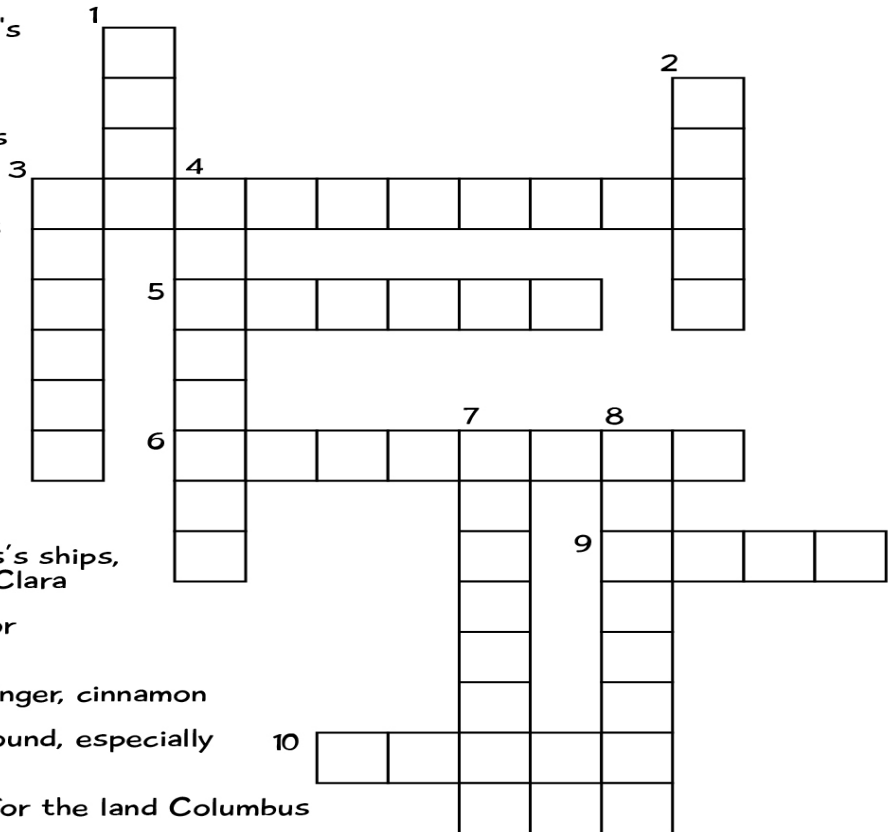 's
1
2
s
3 4
5
7 8
6
9
s's ships,
Clara
or
nger, cinnamon
ound, especially
10
for the land Columbus